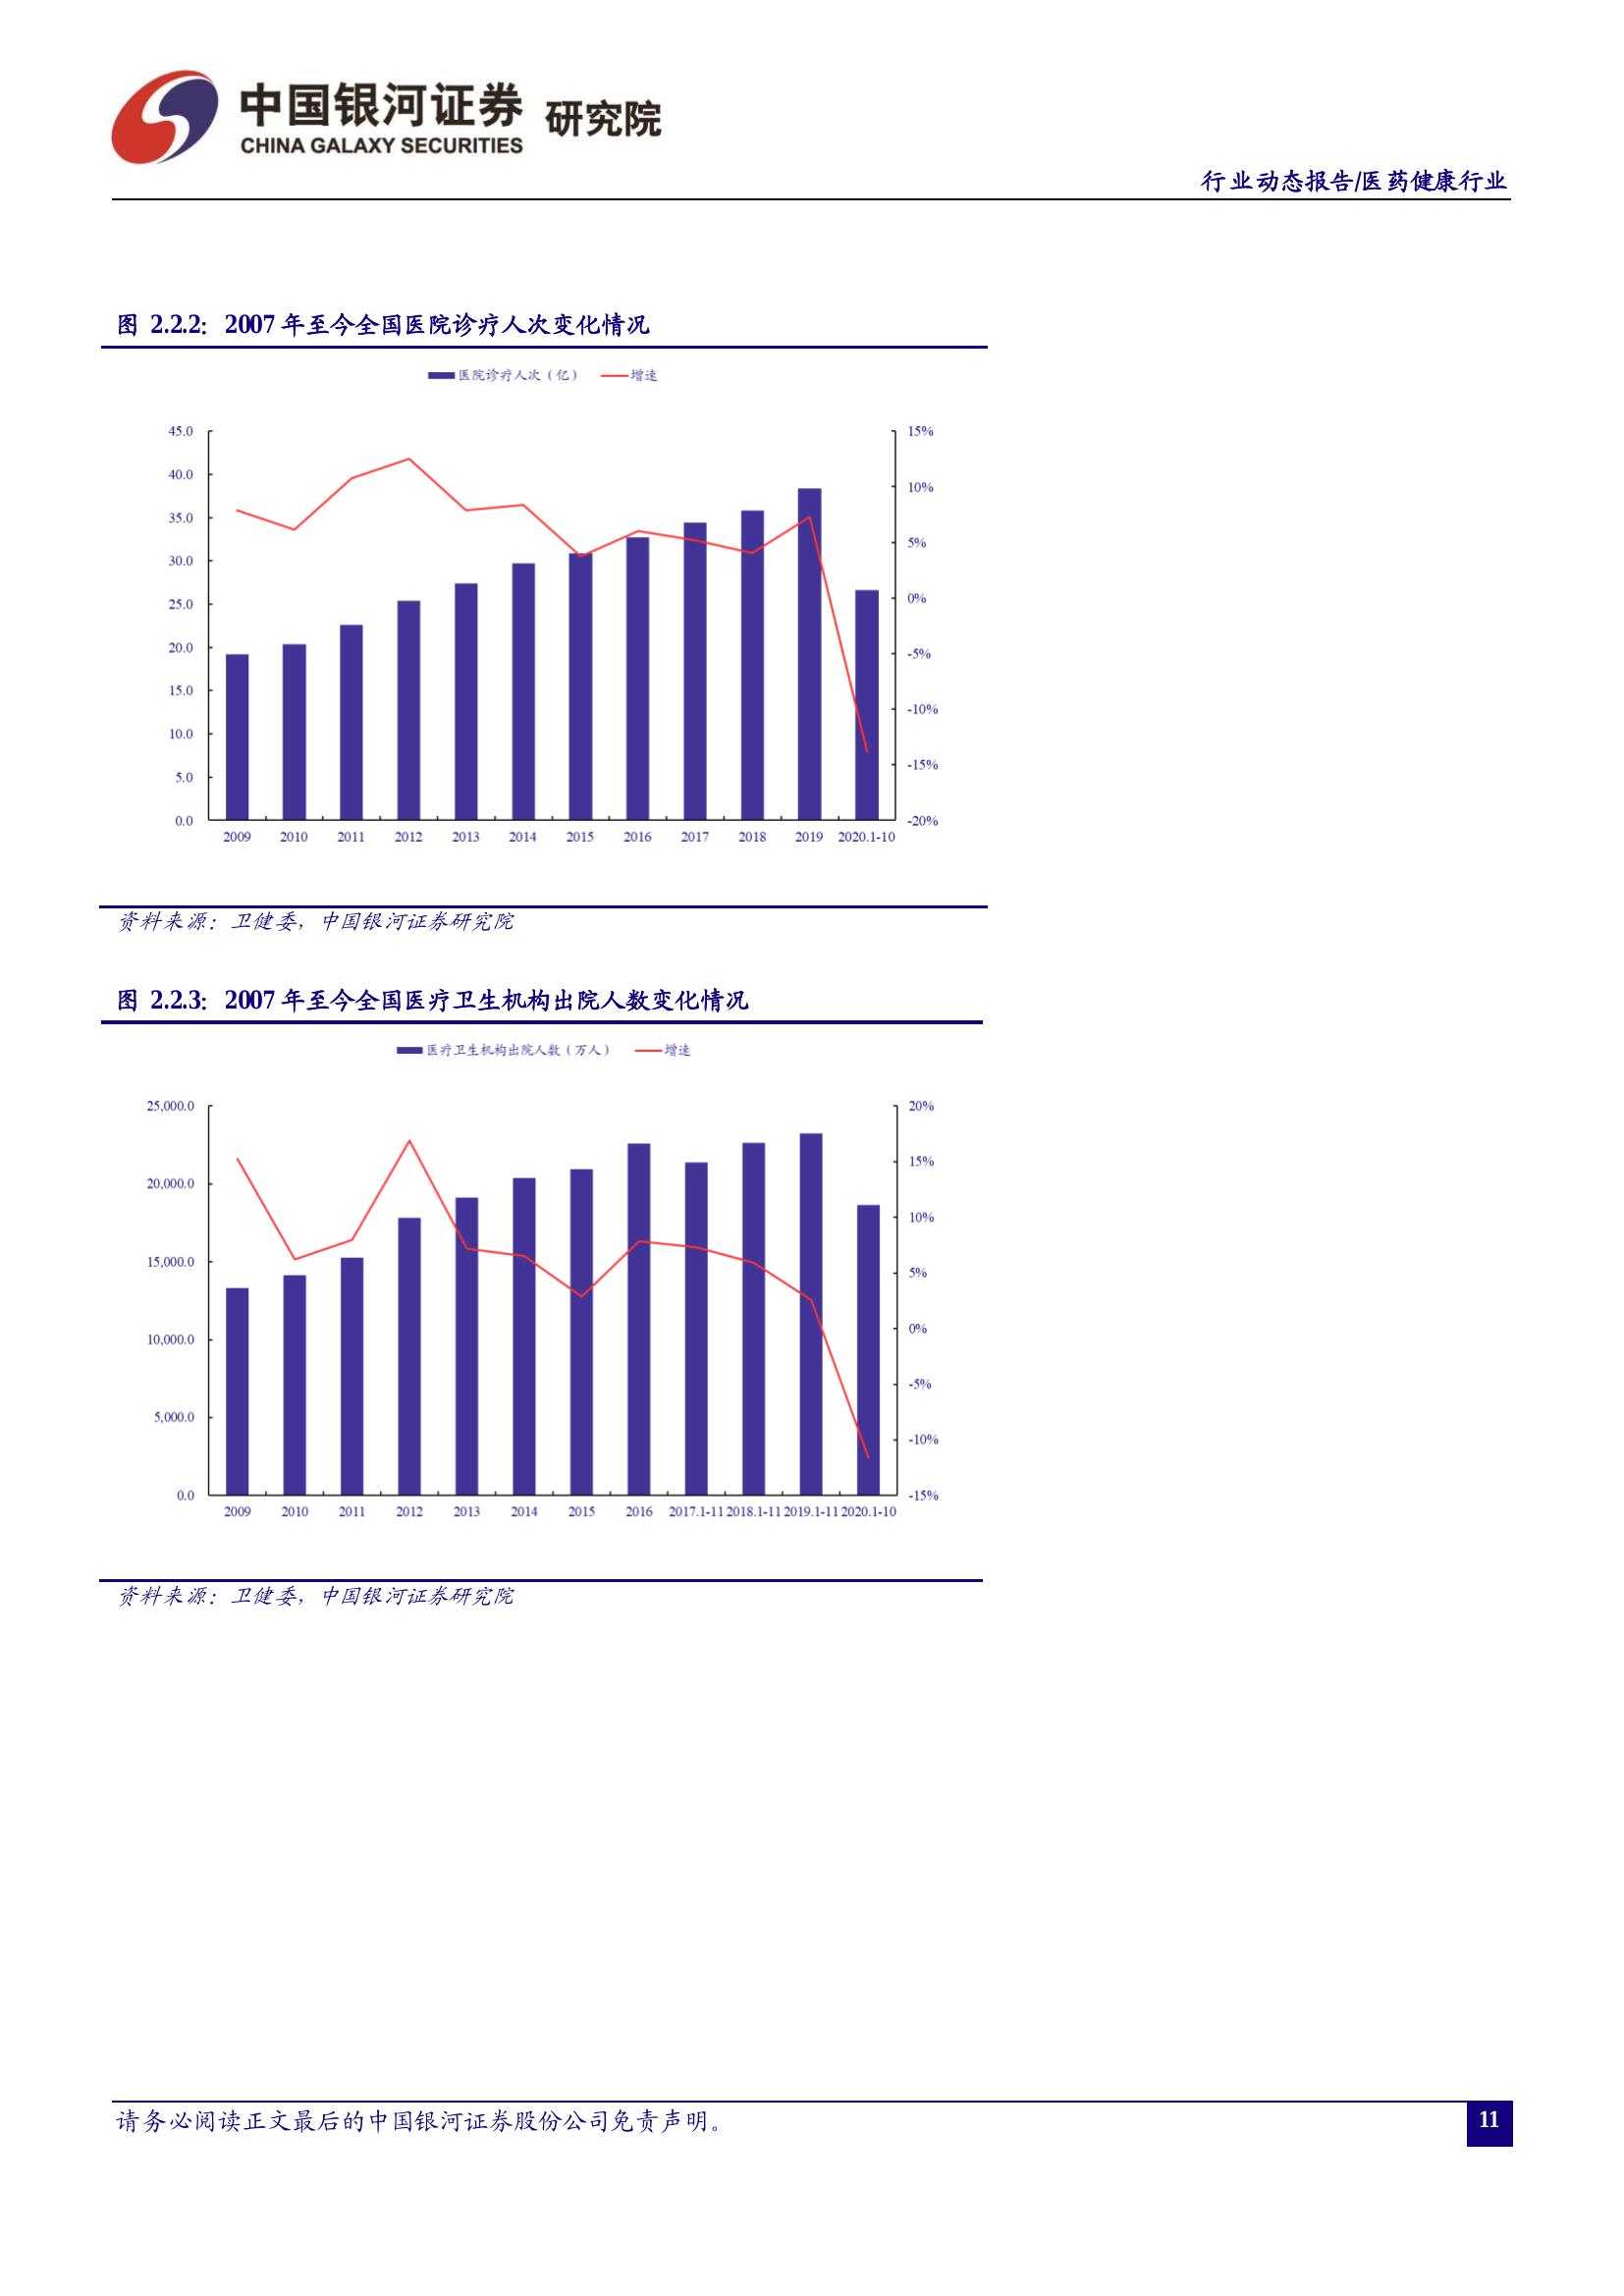 中国银河证券 研究院
CHINA GALAXY SECURITIES
行业动态报告/医药健康行业
图 2.2.2: 2007 年至今全国医院诊疗人次变化情况
医院诊疗人次（亿） 增速
45.0 15%
40.0
10%
35.0
5%
30.0
25.0 0%
20.0
-5%
15.0
-10%
10.0
-15%
5.0
0.0 -20%
2009 2010 2011 2012 2013 2014 2015 2016 2017 2018 2019 2020.1-10
资料来源：卫健委，中国银河证券研究院
图 2.2.3: 2007 年至今全国医疗卫生机构出院人数变化情况
医疗卫生机构出院人数（万人） 增速
25,000.0 20%
15%
20,000.0
10%
15,000.0
5%
10,000.0 0%
-5%
5,000.0
-10%
0.0 -15%
2009 2010 2011 2012 2013 2014 2015 2016 2017.1-11 2018.1-11 2019.1-11 2020.1-10
资料来源：卫健委，中国银河证券研究院
请务必阅读正文最后的中国银河证券股份公司免责声明。 11